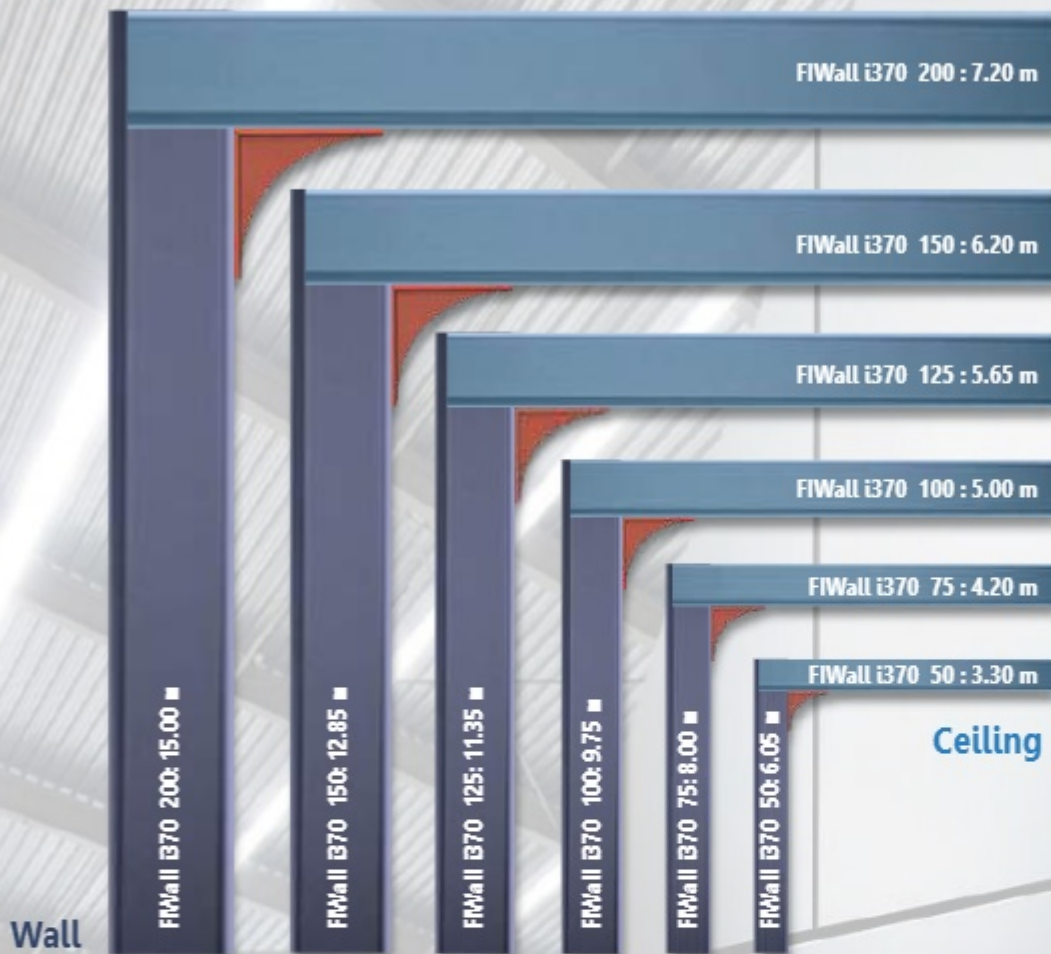 FIWall i370 200 : 7.20 m
FIWall i370 150 : 6.20 m
FIWall i370 125 : 5.65 m
FIWall i370 100 : 5.00 m
FIWall i370 75 : 4.20 m
FIWall i370 50 : 3.30 m
Ceilling
FIWall i370 200: 15.00 m
FIWall i370 150: 12.85 m
FIWall i370 125: 11.35 m
FIWall i370 100: 9.75 m
FIWall i370 75: 8.00 m
FIWall i370 50: 6.05 m
Wall